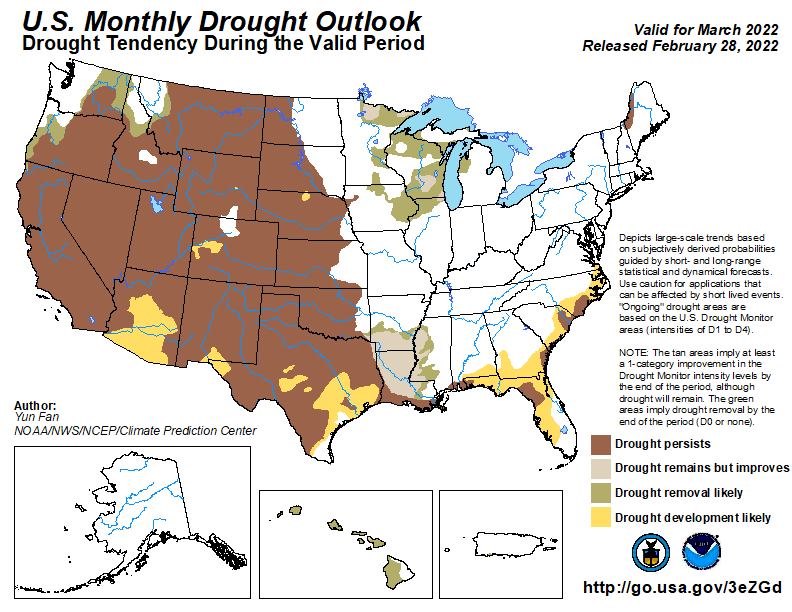 U.S. Monthly Drought Outlook
Drought Tendency During the Valid Period
Valid for March 2022
Released February 28, 2022
Depicts large-scale trends based
on subjectively derived probabilities
guided by short- and long-range
statistical and dynamical forecasts.
Use caution for applications that
can be affected by short lived events.
"Ongoing" drought areas are
based on the U.S. Drought Monitor
areas (intensities of D1 to D4).
NOTE: The tan areas imply at least
a 1-category improvement in the
Drought Monitor intensity levels by
the end of the period, although
drought will remain. The green
areas imply drought removal by the
end of the period (D0 or none).
Author:
Yun Fan
NOAA/NWS/NCEP/Climate Prediction Center
Drought persists
Drought remains but improves
Drought removal likely
Drought development likely
http://go.usa.gov/3eZGd